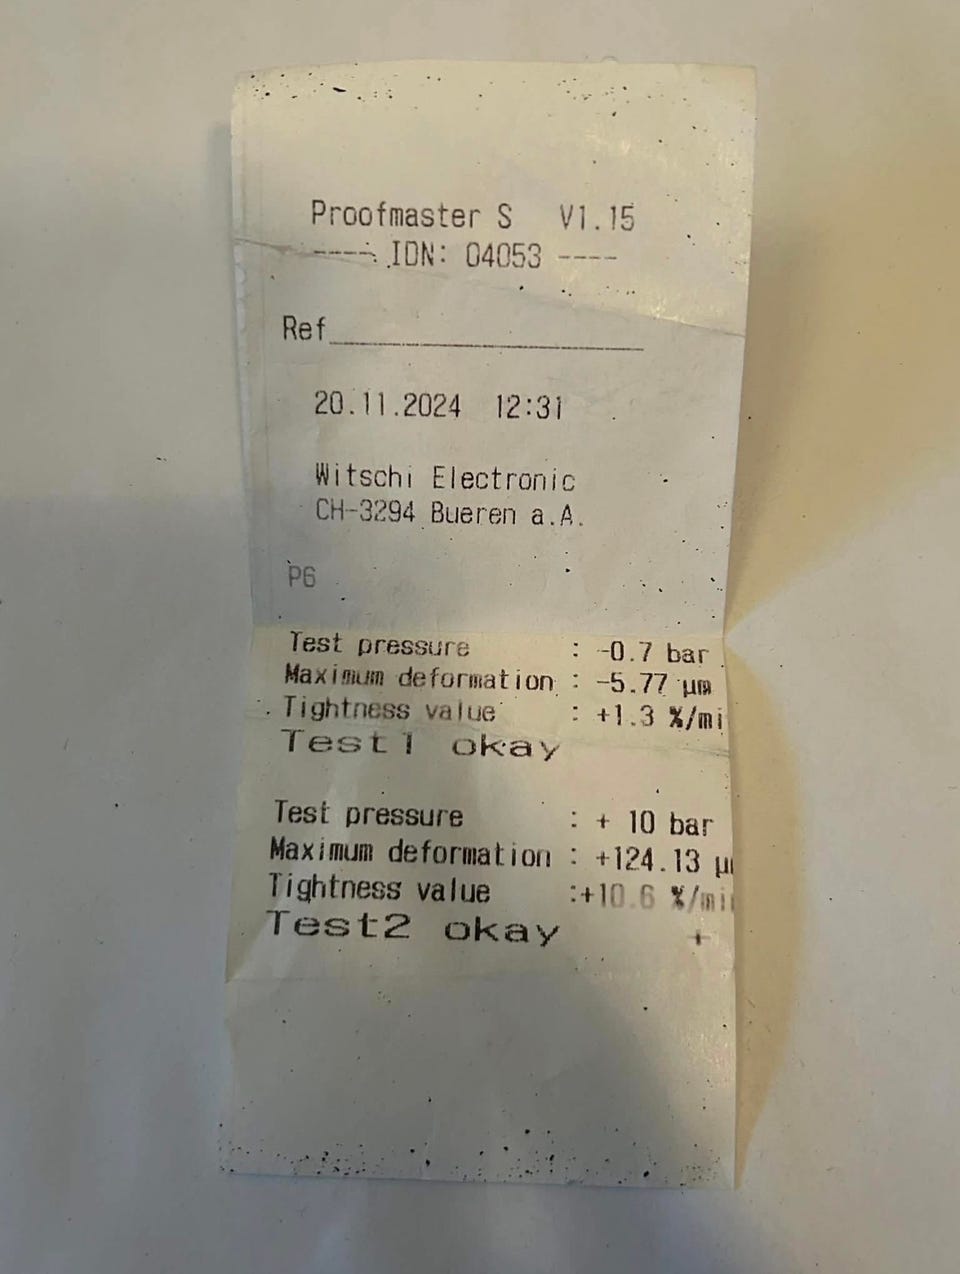 Proofmaster S V1.15
---- IDN: 04053 ----
Ref____________________
20.11.2024 12:31
Witschi Electronic
CH-3294 Bueren a.A.
P6
Test pressure : -0.7 bar
Maximum deformation : -5.77 µm
Tightness value : +1.3 %/mi
Test1 okay
Test pressure : + 10 bar
Maximum deformation : +124.13 µ
Tightness value :+10.6 %/mi
Test2 okay +